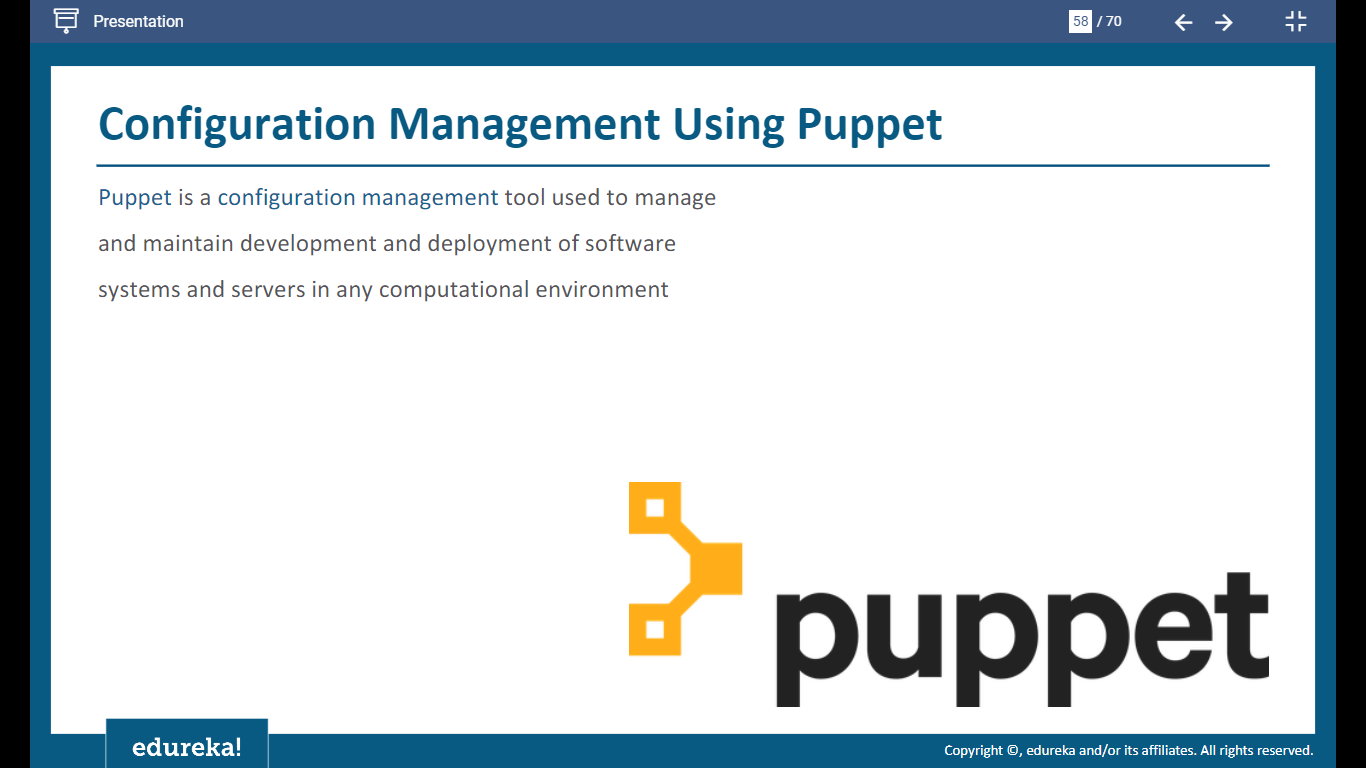 Presentation
58 / 70
Configuration Management Using Puppet
Puppet is a configuration management tool used to manage
and maintain development and deployment of software
systems and servers in any computational environment
puppet
edureka!
Copyright ©, edureka and/or its affiliates. All rights reserved.